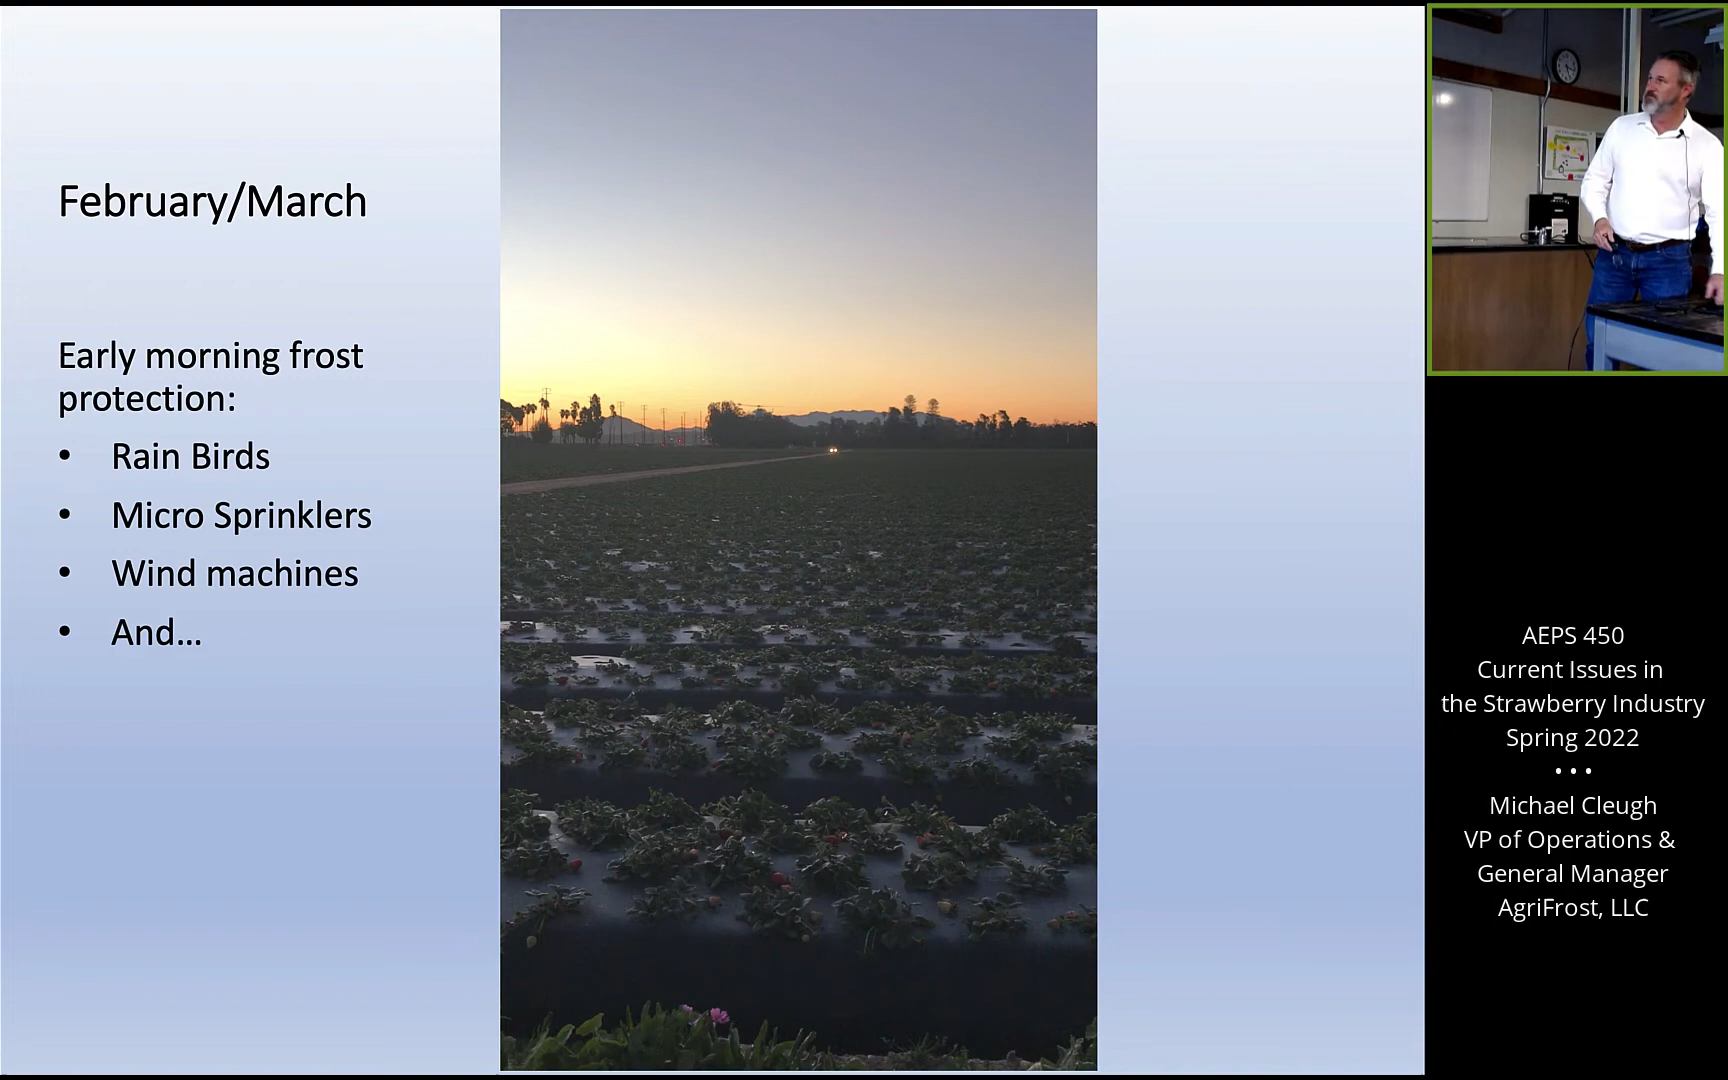 February/March
Early morning frost
protection:
• Rain Birds
• Micro Sprinklers
• Wind machines
• And...
AEPS 450
Current Issues in
the Strawberry Industry
Spring 2022
• • •
Michael Cleugh
VP of Operations &
General Manager
AgriFrost, LLC